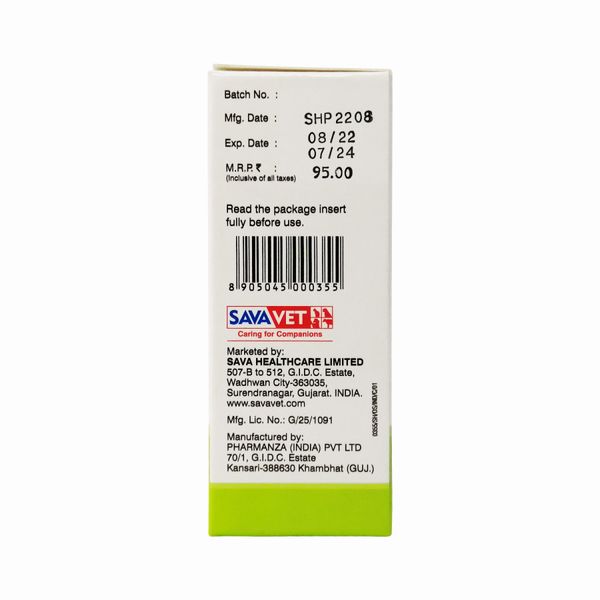 Batch No. :
Mfg. Date : SHP2208
Exp. Date : 08/22
07/24
M.R.P. ₹ : 95.00
(Inclusive of all taxes)
Read the package insert
fully before use.
8 905045 000355
SAVAVET
Caring for Companions
Marketed by:
SAVA HEALTHCARE LIMITED
507-B to 512, G.I.D.C. Estate,
Wadhwan City-363035,
Surendranagar, Gujarat. INDIA.
www.savavet.com
Mfg. Lic. No.: G/25/1091
Manufactured by:
PHARMANZA (INDIA) PVT LTD
70/1, G.I.D.C. Estate
Kansari-388630 Khambhat (GUJ.)